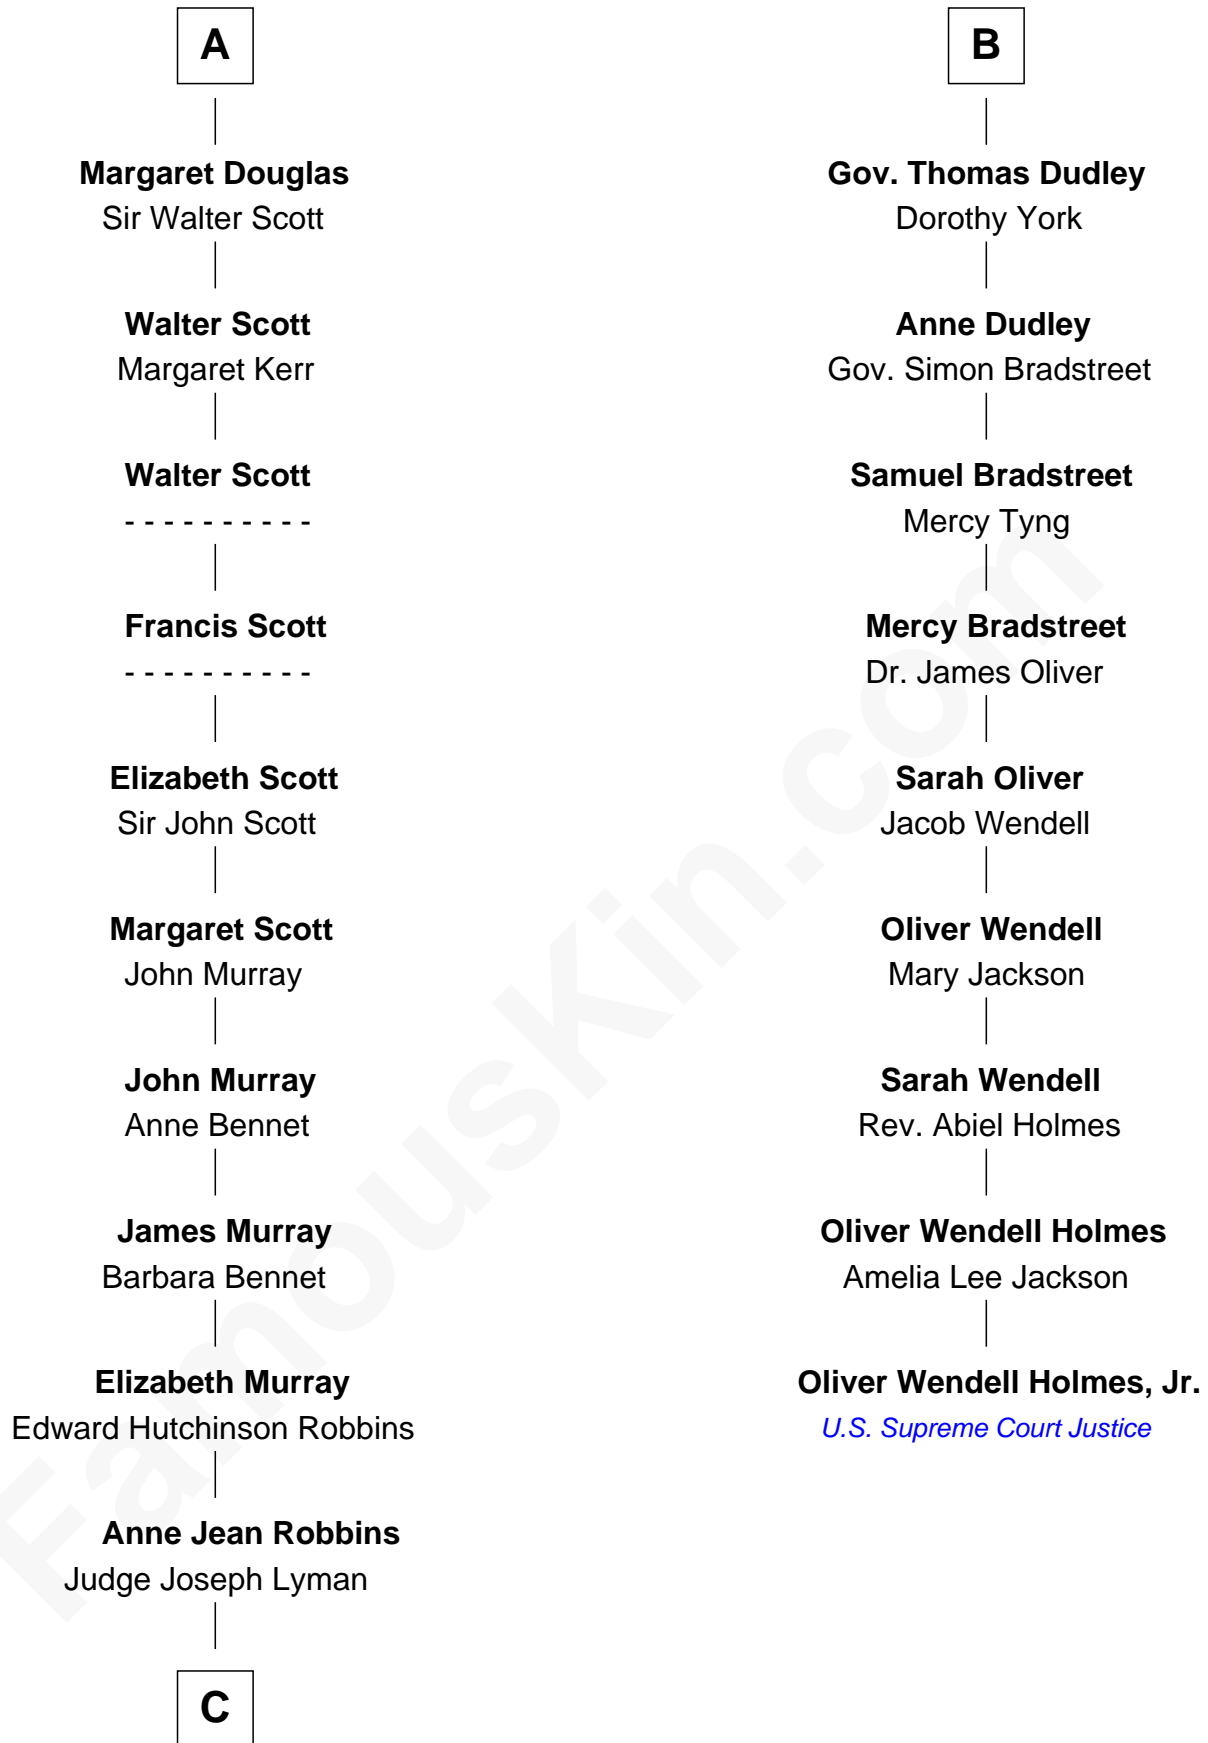 A
Margaret Douglas
Sir Walter Scott
Walter Scott
Margaret Kerr
Walter Scott
- - - - - - - - - -
Francis Scott
- - - - - - - - - -
Elizabeth Scott
Sir John Scott
Margaret Scott
John Murray
John Murray
Anne Bennet
James Murray
Barbara Bennet
Elizabeth Murray
Edward Hutchinson Robbins
Anne Jean Robbins
Judge Joseph Lyman
C
B
Gov. Thomas Dudley
Dorothy York
Anne Dudley
Gov. Simon Bradstreet
Samuel Bradstreet
Mercy Tyng
Mercy Bradstreet
Dr. James Oliver
Sarah Oliver
Jacob Wendell
Oliver Wendell
Mary Jackson
Sarah Wendell
Rev. Abiel Holmes
Oliver Wendell Holmes
Amelia Lee Jackson
Oliver Wendell Holmes, Jr.
U.S. Supreme Court Justice
FamousKin.com